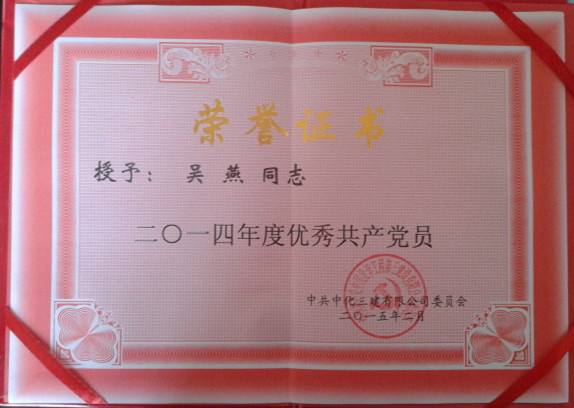 荣誉证书
授予： 吴 燕 同志
二〇一四年度优秀共产党员
中共中化三建有限公司委员会
二〇一五年二月